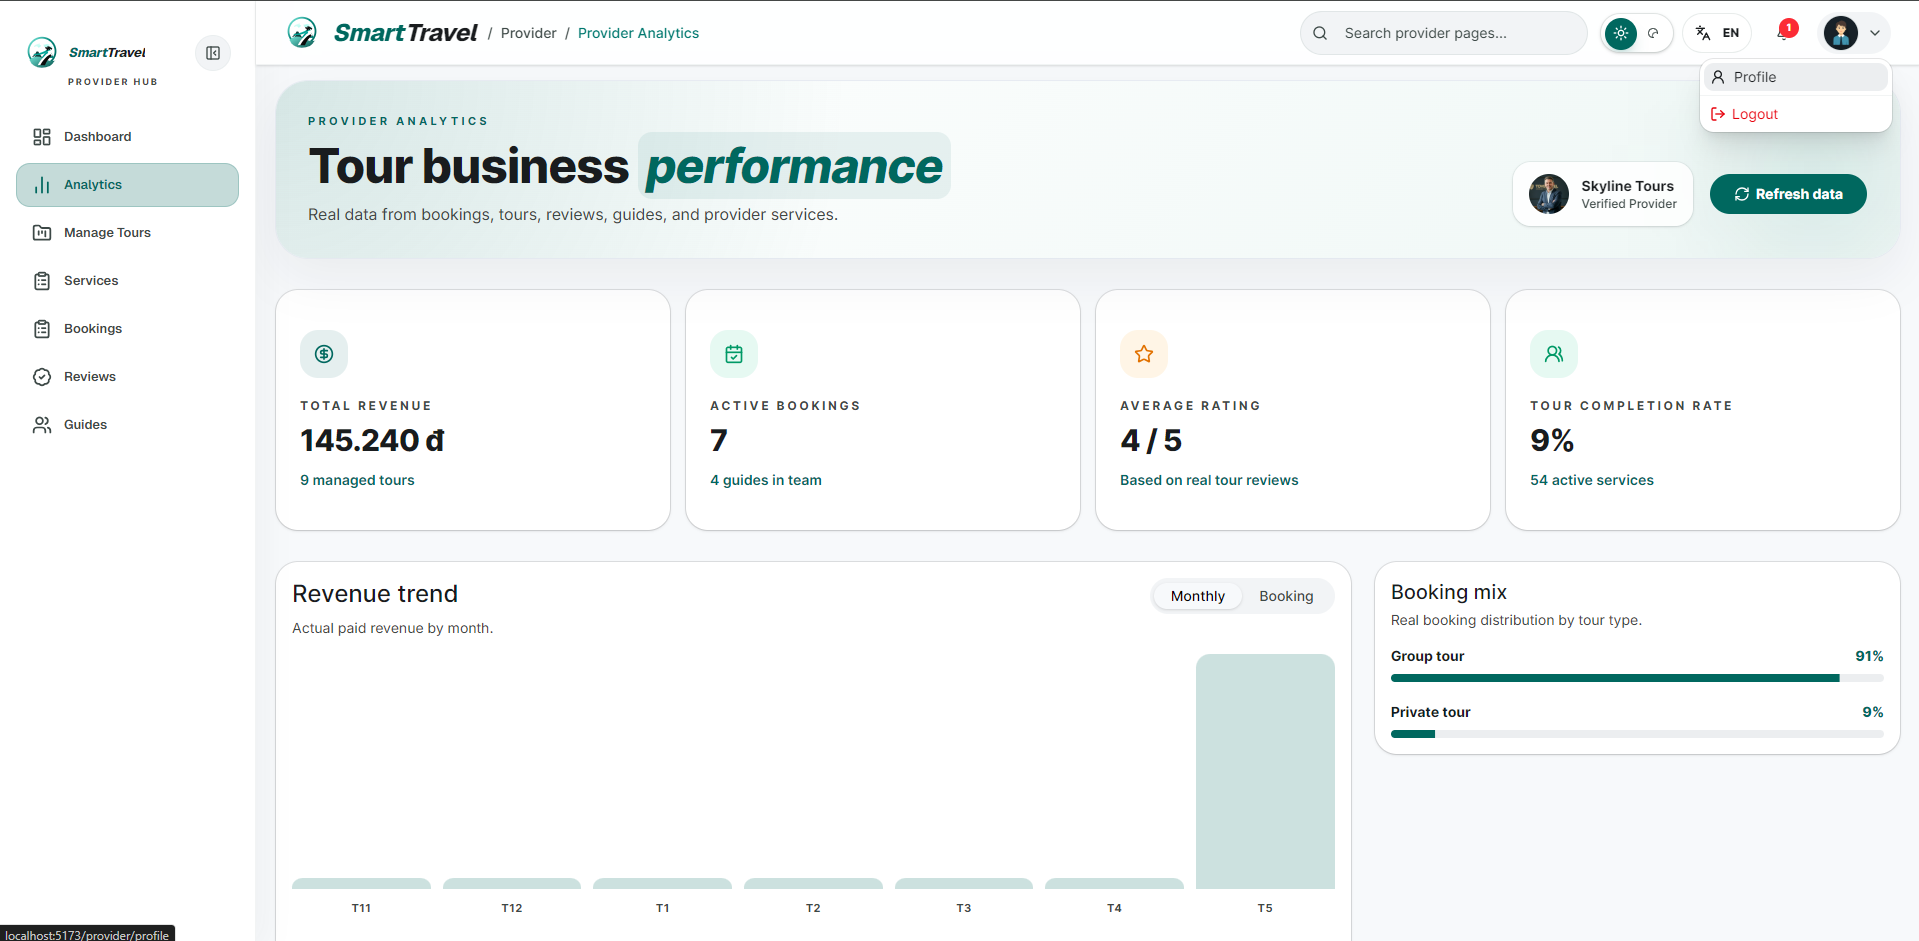 SmartTravel
PROVIDER HUB
Dashboard
Analytics
Manage Tours
Services
Bookings
Reviews
Guides
SmartTravel / Provider / Provider Analytics
Search provider pages...
EN
1
Profile
Logout
PROVIDER ANALYTICS
Tour business performance
Real data from bookings, tours, reviews, guides, and provider services.
Skyline Tours
Verified Provider
Refresh data
TOTAL REVENUE
145.240 đ
9 managed tours
ACTIVE BOOKINGS
7
4 guides in team
AVERAGE RATING
4 / 5
Based on real tour reviews
TOUR COMPLETION RATE
9%
54 active services
Revenue trend
Actual paid revenue by month.
Monthly
Booking
T11
T12
T1
T2
T3
T4
T5
Booking mix
Real booking distribution by tour type.
Group tour 91%
Private tour 9%
localhost:5173/provider/profile